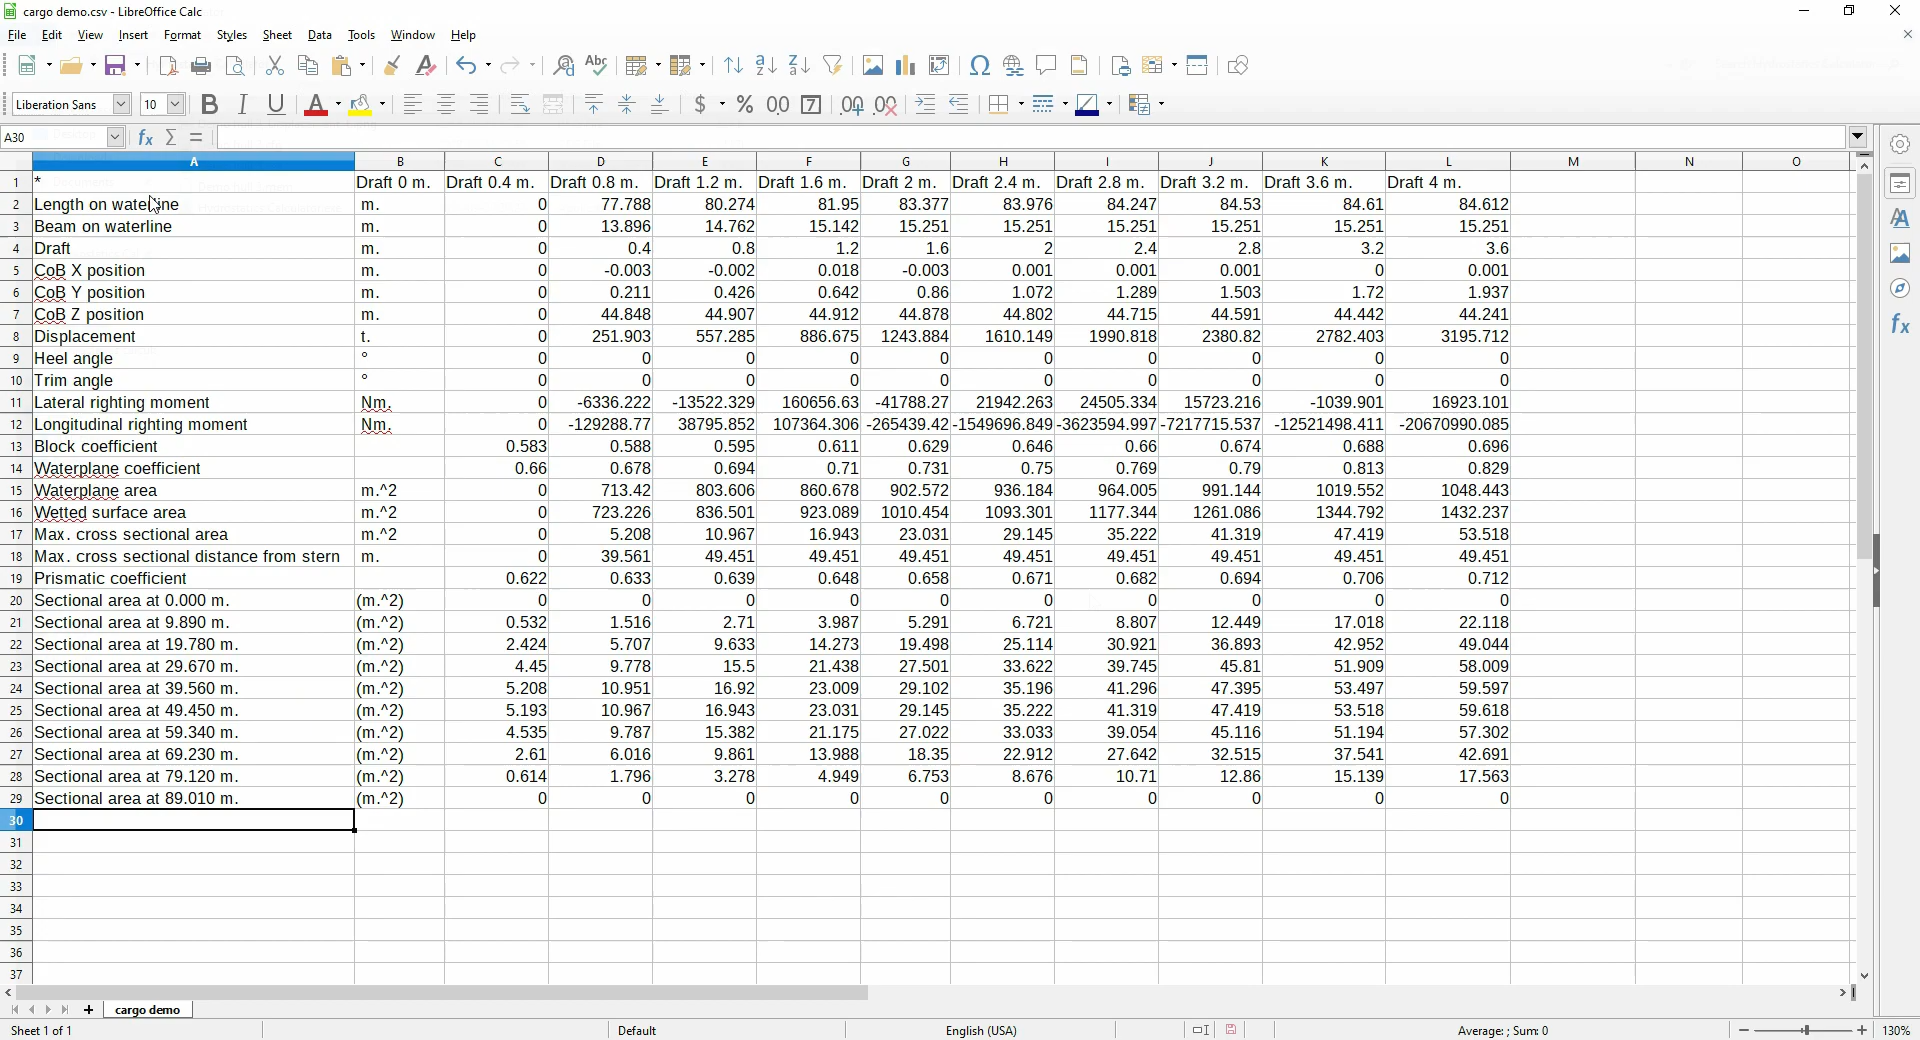 cargo demo.csv - LibreOffice Calc
File Edit View Insert Format Styles Sheet Data Tools Window Help
Liberation Sans 10
A30
A B C D E F G H I J K L M N O
1 * Draft 0 m. Draft 0.4 m. Draft 0.8 m. Draft 1.2 m. Draft 1.6 m. Draft 2 m. Draft 2.4 m. Draft 2.8 m. Draft 3.2 m. Draft 3.6 m. Draft 4 m.
2 Length on waterline m. 0 77.788 80.274 81.95 83.377 83.976 84.247 84.53 84.61 84.612
3 Beam on waterline m. 0 13.896 14.762 15.142 15.251 15.251 15.251 15.251 15.251 15.251
4 Draft m. 0 0.4 0.8 1.2 1.6 2 2.4 2.8 3.2 3.6
5 CoB X position m. 0 -0.003 -0.002 0.018 -0.003 0.001 0.001 0.001 0 0.001
6 CoB Y position m. 0 0.211 0.426 0.642 0.86 1.072 1.289 1.503 1.72 1.937
7 CoB Z position m. 0 44.848 44.907 44.912 44.878 44.802 44.715 44.591 44.442 44.241
8 Displacement t. 0 251.903 557.285 886.675 1243.884 1610.149 1990.818 2380.82 2782.403 3195.712
9 Heel angle ° 0 0 0 0 0 0 0 0 0 0
10 Trim angle ° 0 0 0 0 0 0 0 0 0 0
11 Lateral righting moment Nm. 0 -6336.222 -13522.329 160656.63 -41788.27 21942.263 24505.334 15723.216 -1039.901 16923.101
12 Longitudinal righting moment Nm. 0 -129288.77 38795.852 107364.306 -265439.42 -1549696.849 -3623594.997 -7217715.537 -12521498.411 -20670990.085
13 Block coefficient 0.583 0.588 0.595 0.611 0.629 0.646 0.66 0.674 0.688 0.696
14 Waterplane coefficient 0.66 0.678 0.694 0.71 0.731 0.75 0.769 0.79 0.813 0.829
15 Waterplane area m.^2 0 713.42 803.606 860.678 902.572 936.184 964.005 991.144 1019.552 1048.443
16 Wetted surface area m.^2 0 723.226 836.501 923.089 1010.454 1093.301 1177.344 1261.086 1344.792 1432.237
17 Max. cross sectional area m.^2 0 5.208 10.967 16.943 23.031 29.145 35.222 41.319 47.419 53.518
18 Max. cross sectional distance from stern m. 0 39.561 49.451 49.451 49.451 49.451 49.451 49.451 49.451 49.451
19 Prismatic coefficient 0.622 0.633 0.639 0.648 0.658 0.671 0.682 0.694 0.706 0.712
20 Sectional area at 0.000 m. (m.^2) 0 0 0 0 0 0 0 0 0 0
21 Sectional area at 9.890 m. (m.^2) 0.532 1.516 2.71 3.987 5.291 6.721 8.807 12.449 17.018 22.118
22 Sectional area at 19.780 m. (m.^2) 2.424 5.707 9.633 14.273 19.498 25.114 30.921 36.893 42.952 49.044
23 Sectional area at 29.670 m. (m.^2) 4.45 9.778 15.5 21.438 27.501 33.622 39.745 45.81 51.909 58.009
24 Sectional area at 39.560 m. (m.^2) 5.208 10.951 16.92 23.009 29.102 35.196 41.296 47.395 53.497 59.597
25 Sectional area at 49.450 m. (m.^2) 5.193 10.967 16.943 23.031 29.145 35.222 41.319 47.419 53.518 59.618
26 Sectional area at 59.340 m. (m.^2) 4.535 9.787 15.382 21.175 27.022 33.033 39.054 45.116 51.194 57.302
27 Sectional area at 69.230 m. (m.^2) 2.61 6.016 9.861 13.988 18.35 22.912 27.642 32.515 37.541 42.691
28 Sectional area at 79.120 m. (m.^2) 0.614 1.796 3.278 4.949 6.753 8.676 10.71 12.86 15.139 17.563
29 Sectional area at 89.010 m. (m.^2) 0 0 0 0 0 0 0 0 0 0
30
31
32
33
34
35
36
37
cargo demo
Sheet 1 of 1 Default English (USA) Average: ; Sum: 0 130%